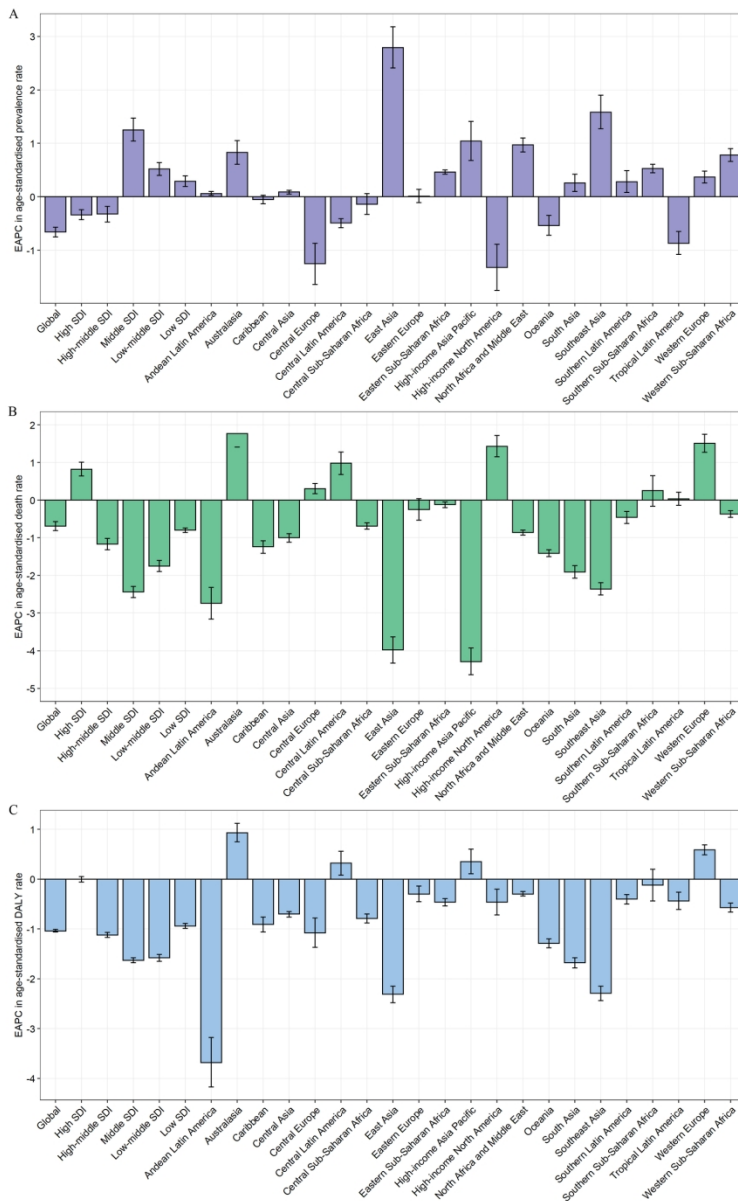 A
EAPC in age-standardised prevalence rate
3
2
1
0
-1
Global
High SDI
High-middle SDI
Middle SDI
Low-middle SDI
Low SDI
Andean Latin America
Australasia
Caribbean
Central Asia
Central Europe
Central Latin America
Central Sub-Saharan Africa
East Asia
Eastern Europe
Eastern Sub-Saharan Africa
High-income Asia Pacific
High-income North America
North Africa and Middle East
Oceania
South Asia
Southeast Asia
Southern Latin America
Southern Sub-Saharan Africa
Tropical Latin America
Western Europe
Western Sub-Saharan Africa
B
EAPC in age-standardised death rate
2
1
0
-1
-2
-3
-4
-5
Global
High SDI
High-middle SDI
Middle SDI
Low-middle SDI
Low SDI
Andean Latin America
Australasia
Caribbean
Central Asia
Central Europe
Central Latin America
Central Sub-Saharan Africa
East Asia
Eastern Europe
Eastern Sub-Saharan Africa
High-income Asia Pacific
High-income North America
North Africa and Middle East
Oceania
South Asia
Southeast Asia
Southern Latin America
Southern Sub-Saharan Africa
Tropical Latin America
Western Europe
Western Sub-Saharan Africa
C
EAPC in age-standardised DALY rate
1
0
-1
-2
-3
-4
Global
High SDI
High-middle SDI
Middle SDI
Low-middle SDI
Low SDI
Andean Latin America
Australasia
Caribbean
Central Asia
Central Europe
Central Latin America
Central Sub-Saharan Africa
East Asia
Eastern Europe
Eastern Sub-Saharan Africa
High-income Asia Pacific
High-income North America
North Africa and Middle East
Oceania
South Asia
Southeast Asia
Southern Latin America
Southern Sub-Saharan Africa
Tropical Latin America
Western Europe
Western Sub-Saharan Africa